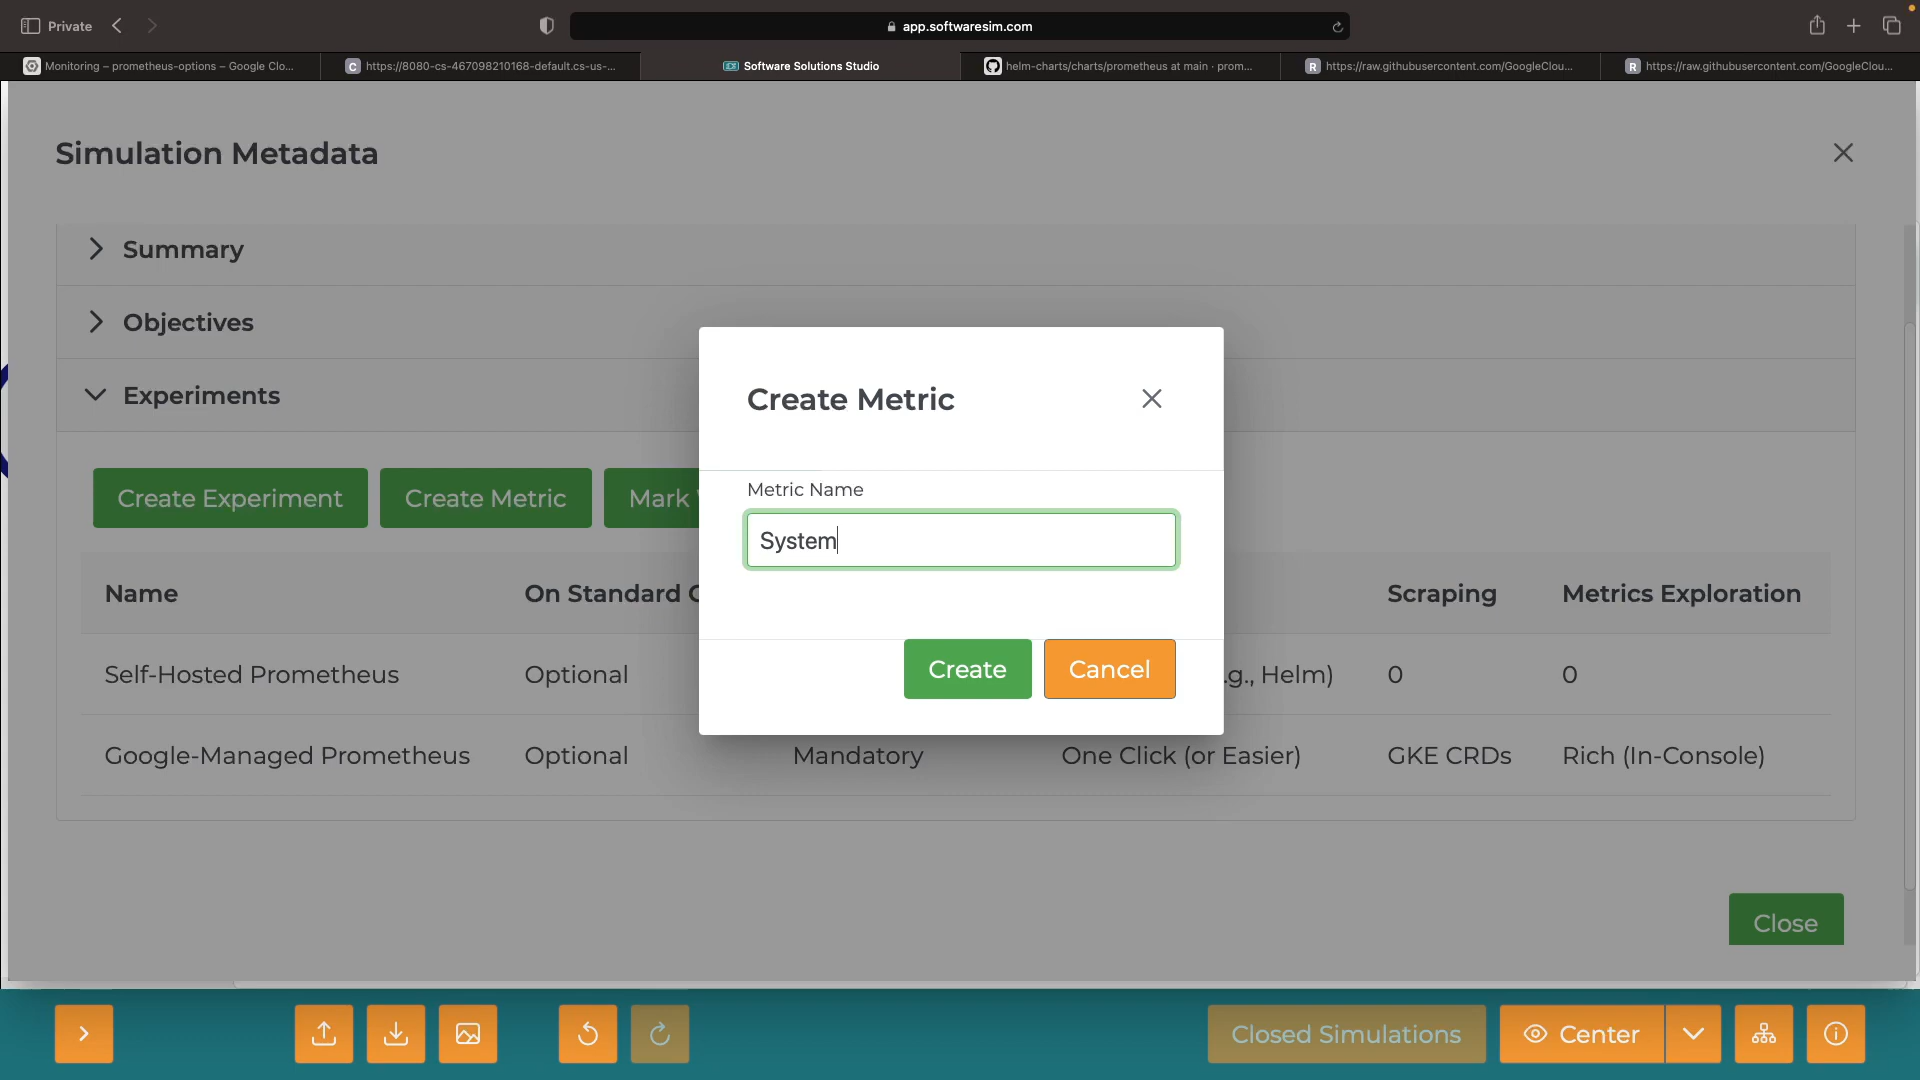 Private
app.softwaresim.com
Monitoring – prometheus-options – Google Clo...
C https://8080-cs-467098210168-default.cs-us-...
Software Solutions Studio
helm-charts/charts/prometheus at main · prom...
R https://raw.githubusercontent.com/GoogleClou...
R https://raw.githubusercontent.com/GoogleClou...
Simulation Metadata
Summary
Objectives
Experiments
Create Experiment
Create Metric
Mark
Create Metric
Metric Name
System
Create
Cancel
Name On Standard Scraping Metrics Exploration
Self-Hosted Prometheus Optional .g., Helm) 0 0
Google-Managed Prometheus Optional Mandatory One Click (or Easier) GKE CRDs Rich (In-Console)
Close
Closed Simulations
Center